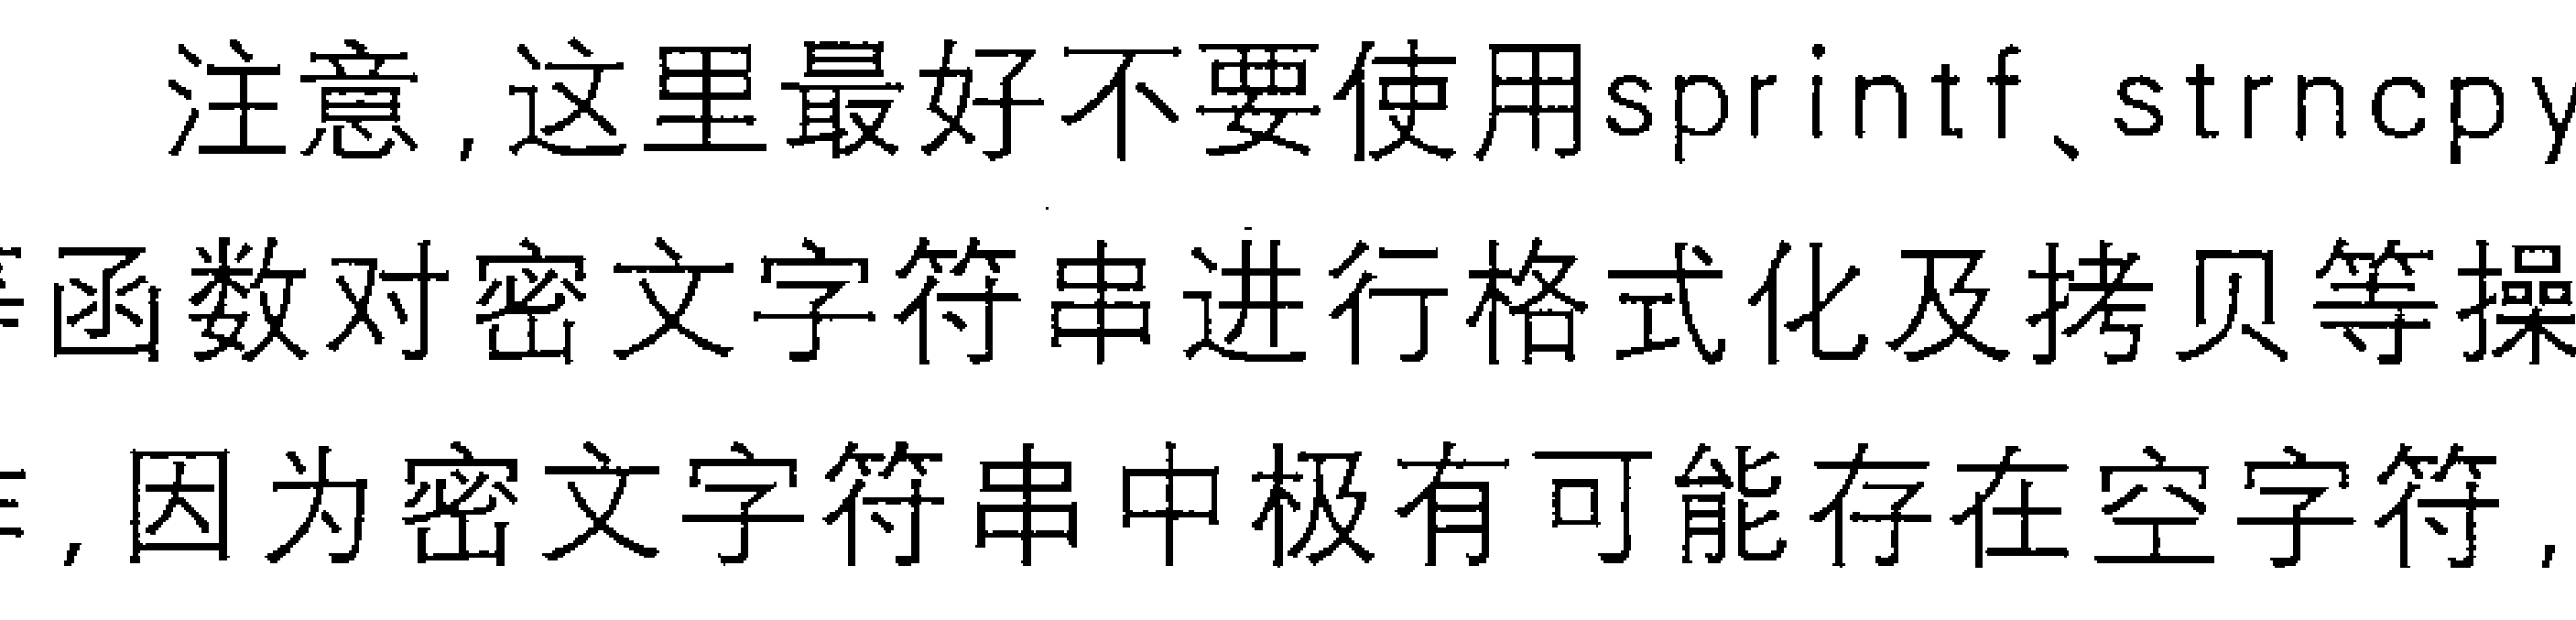 注意,这里最好不要使用sprintf、strncpy
等函数对密文字符串进行格式化及拷贝等操
作,因为密文字符串中极有可能存在空字符,